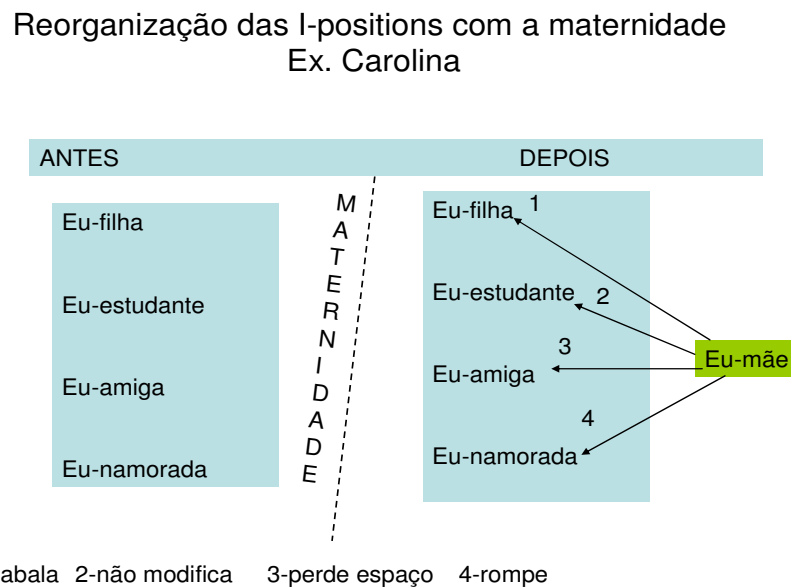 Reorganização das I-positions com a maternidade
Ex. Carolina
ANTES DEPOIS
MATERNIDADE
Eu-filha
Eu-estudante
Eu-amiga
Eu-namorada
Eu-filha 1
Eu-estudante 2
3
Eu-amiga
4
Eu-namorada
Eu-mãe
abala 2-não modifica 3-perde espaço 4-rompe